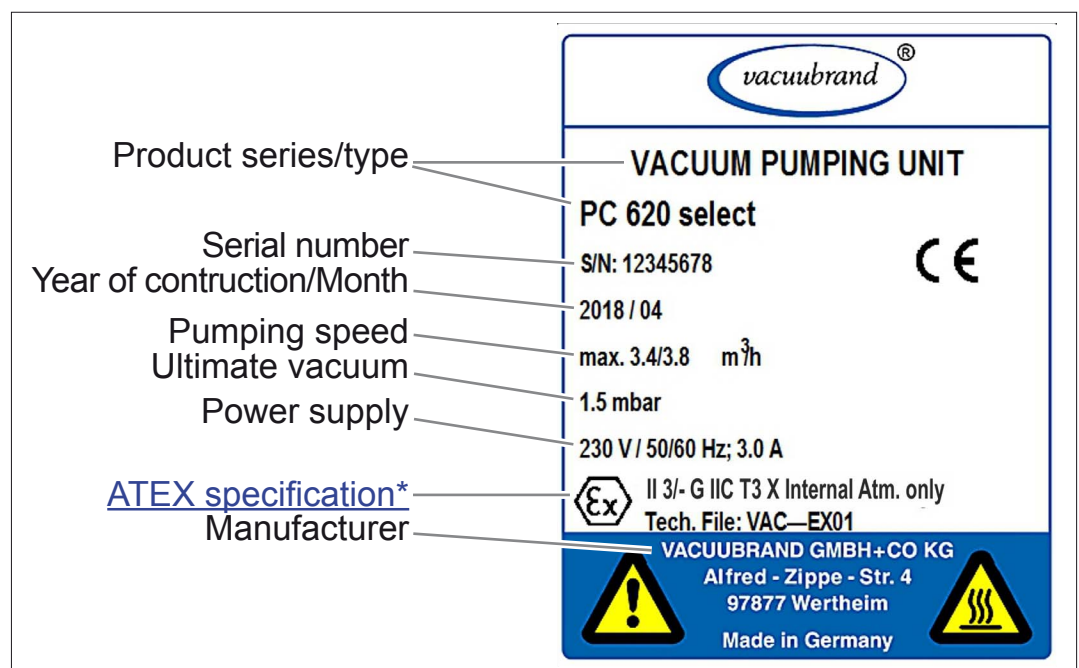 vacuubrand ®
Product series/type
VACUUM PUMPING UNIT
PC 620 select
Serial number
S/N: 12345678
CE
Year of contruction/Month
2018 / 04
Pumping speed
max. 3.4/3.8 m³/h
Ultimate vacuum
1.5 mbar
Power supply
230 V / 50/60 Hz; 3.0 A
ATEX specification*
Ex II 3/- G IIC T3 X Internal Atm. only
Tech. File: VAC—EX01
Manufacturer
VACUUBRAND GMBH+CO KG
Alfred - Zippe - Str. 4
97877 Wertheim
Made in Germany